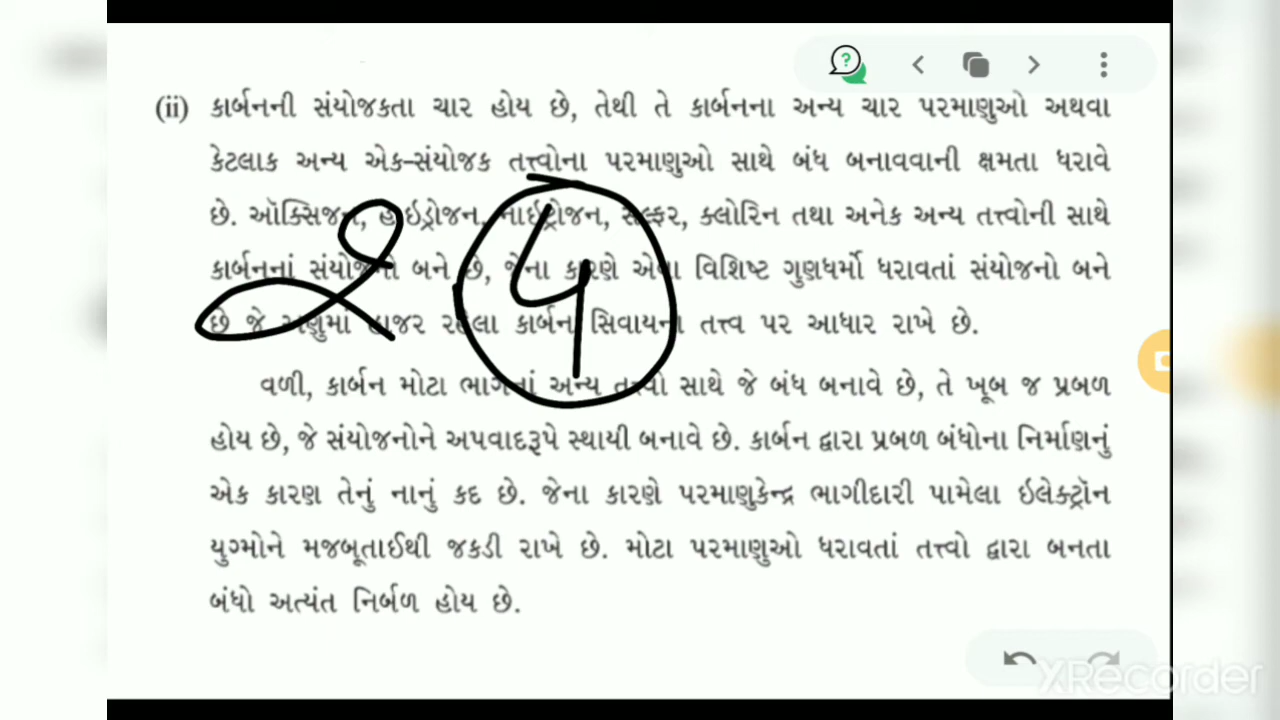 (ii) કાર્બનની સંયોજકતા ચાર હોય છે, તેથી તે કાર્બનના અન્ય ચાર પરમાણુઓ અથવા
કેટલાક અન્ય એક-સંયોજક તત્ત્વોના પરમાણુઓ સાથે બંધ બનાવવાની ક્ષમતા ધરાવે
છે. ઑક્સિજન, હાઇડ્રોજન, નાઇટ્રોજન, સલ્ફર, ક્લોરિન તથા અનેક અન્ય તત્ત્વોની સાથે
કાર્બનનાં સંયોજનો બને છે, જેના કારણે એવા વિશિષ્ટ ગુણધર્મો ધરાવતાં સંયોજનો બને
છે જે અણુમાં હાજર રહેલા કાર્બન સિવાયના તત્ત્વ પર આધાર રાખે છે.
વળી, કાર્બન મોટા ભાગનાં અન્ય તત્ત્વો સાથે જે બંધ બનાવે છે, તે ખૂબ જ પ્રબળ
હોય છે, જે સંયોજનોને અપવાદરૂપે સ્થાયી બનાવે છે. કાર્બન દ્વારા પ્રબળ બંધોના નિર્માણનું
એક કારણ તેનું નાનું કદ છે. જેના કારણે પરમાણુકેન્દ્ર ભાગીદારી પામેલા ઇલેક્ટ્રૉન
યુગ્મોને મજબૂતાઈથી જકડી રાખે છે. મોટા પરમાણુઓ ધરાવતાં તત્ત્વો દ્વારા બનતા
બંધો અત્યંત નિર્બળ હોય છે.
4
XRecorder